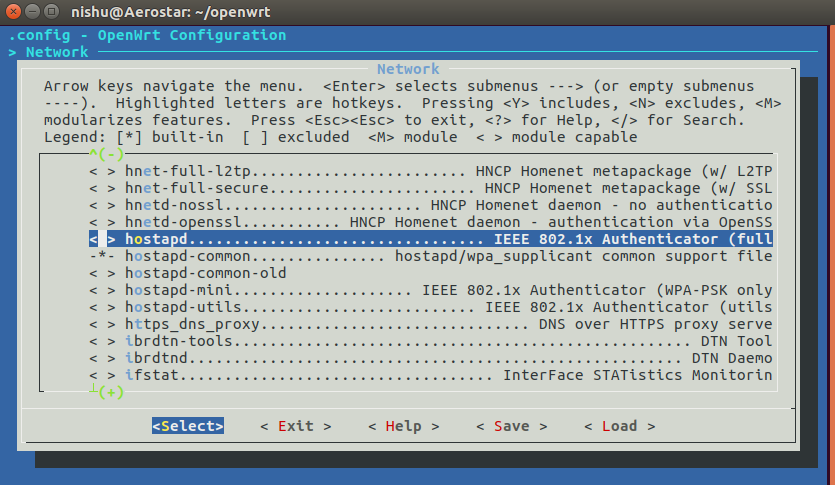 nishu@Aerostar: ~/openwrt
.config - OpenWrt Configuration
> Network
Network
Arrow keys navigate the menu.  <Enter> selects submenus ---> (or empty submenus
----).  Highlighted letters are hotkeys.  Pressing <Y> includes, <N> excludes, <M>
modularizes features.  Press <Esc><Esc> to exit, <?> for Help, </> for Search.
Legend: [*] built-in  [ ] excluded  <M> module  < > module capable
^(-)
< > hnet-full-l2tp........................ HNCP Homenet metapackage (w/ L2TP
< > hnet-full-secure....................... HNCP Homenet metapackage (w/ SSL
< > hnetd-nossl...................... HNCP Homenet daemon - no authenticatio
< > hnetd-openssl........... HNCP Homenet daemon - authentication via OpenSS
< > hostapd................................. IEEE 802.1x Authenticator (full
-*- hostapd-common............... hostapd/wpa_supplicant common support file
< > hostapd-common-old
< > hostapd-mini.................... IEEE 802.1x Authenticator (WPA-PSK only
< > hostapd-utils.......................... IEEE 802.1x Authenticator (utils
< > https_dns_proxy.............................. DNS over HTTPS proxy serve
< > ibrdtn-tools................................................... DTN Tool
< > ibrdtnd....................................................... DTN Daemo
< > ifstat................................... InterFace STATistics Monitorin
(+)
<Select>    < Exit >    < Help >    < Save >    < Load >